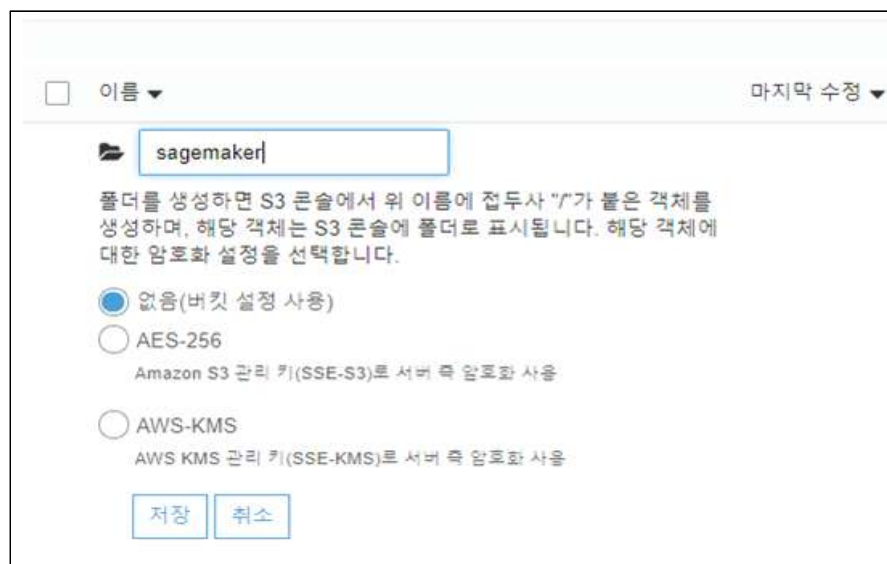 이름
마지막 수정
sagemaker
폴더를 생성하면 S3 콘솔에서 위 이름에 접두사 "/"가 붙은 객체를
생성하며, 해당 객체는 S3 콘솔에 폴더로 표시됩니다. 해당 객체에
대한 암호화 설정을 선택합니다.
없음(버킷 설정 사용)
AES-256
Amazon S3 관리 키(SSE-S3)로 서버 측 암호화 사용
AWS-KMS
AWS KMS 관리 키(SSE-KMS)로 서버 측 암호화 사용
저장 취소